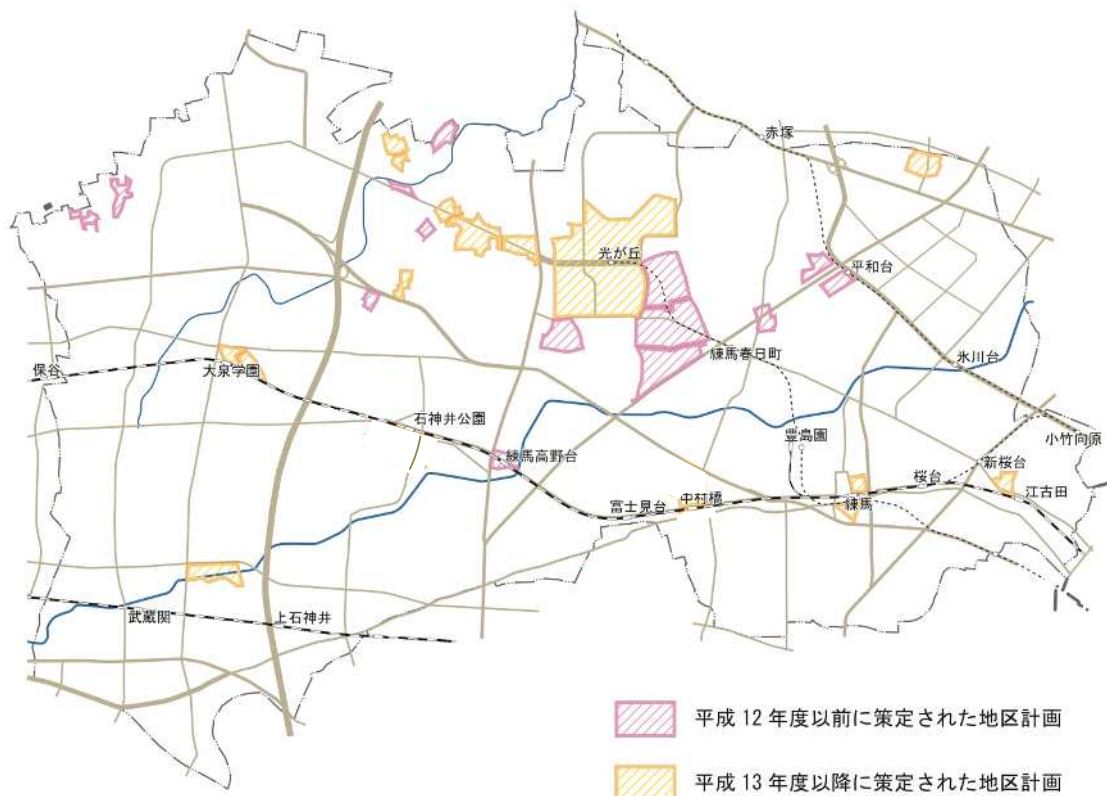 赤塚
光が丘
平和台
練馬春日町
氷川台
保谷
大泉学園
石神井公園
豊島園
小竹向原
練馬高野台
新桜台
桜台
江古田
中村橋
富士見台
練馬
武蔵関
上石神井
平成 12 年度以前に策定された地区計画
平成 13 年度以降に策定された地区計画